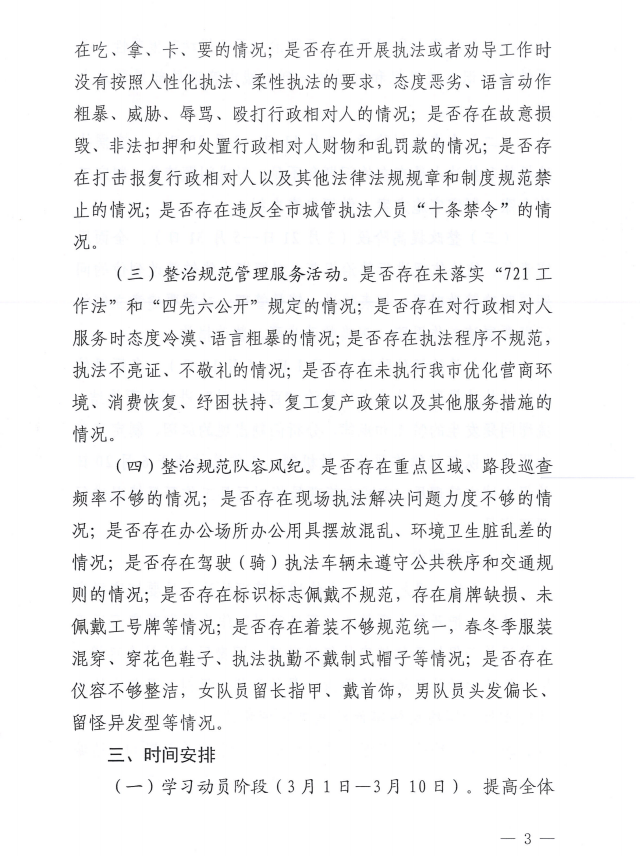 在吃、拿、卡、要的情况；是否存在开展执法或者劝导工作时
没有按照人性化执法、柔性执法的要求，态度恶劣、语言动作
粗暴、威胁、辱骂、殴打行政相对人的情况；是否存在故意损
毁、非法扣押和处置行政相对人财物和乱罚款的情况；是否存
在打击报复行政相对人以及其他法律法规规章和制度规范禁
止的情况；是否存在违反全市城管执法人员“十条禁令”的情
况。
（三）整治规范管理服务活动。是否存在未落实“721 工
作法”和“四先六公开”规定的情况；是否存在对行政相对人
服务时态度冷漠、语言粗暴的情况；是否存在执法程序不规范，
执法不亮证、不敬礼的情况；是否存在未执行我市优化营商环
境、消费恢复、纾困扶持、复工复产政策以及其他服务措施的
情况。
（四）整治规范队容风纪。是否存在重点区域、路段巡查
频率不够的情况；是否存在现场执法解决问题力度不够的情
况；是否存在办公场所办公用具摆放混乱、环境卫生脏乱差的
情况；是否存在驾驶（骑）执法车辆未遵守公共秩序和交通规
则的情况；是否存在标识标志佩戴不规范，存在肩牌缺损、未
佩戴工号牌等情况；是否存在着装不够规范统一，春冬季服装
混穿、穿花色鞋子、执法执勤不戴制式帽子等情况；是否存在
仪容不够整洁，女队员留长指甲、戴首饰，男队员头发偏长、
留怪异发型等情况。
三、时间安排
（一）学习动员阶段（3 月 1 日—3 月 10 日）。提高全体
— 3 —